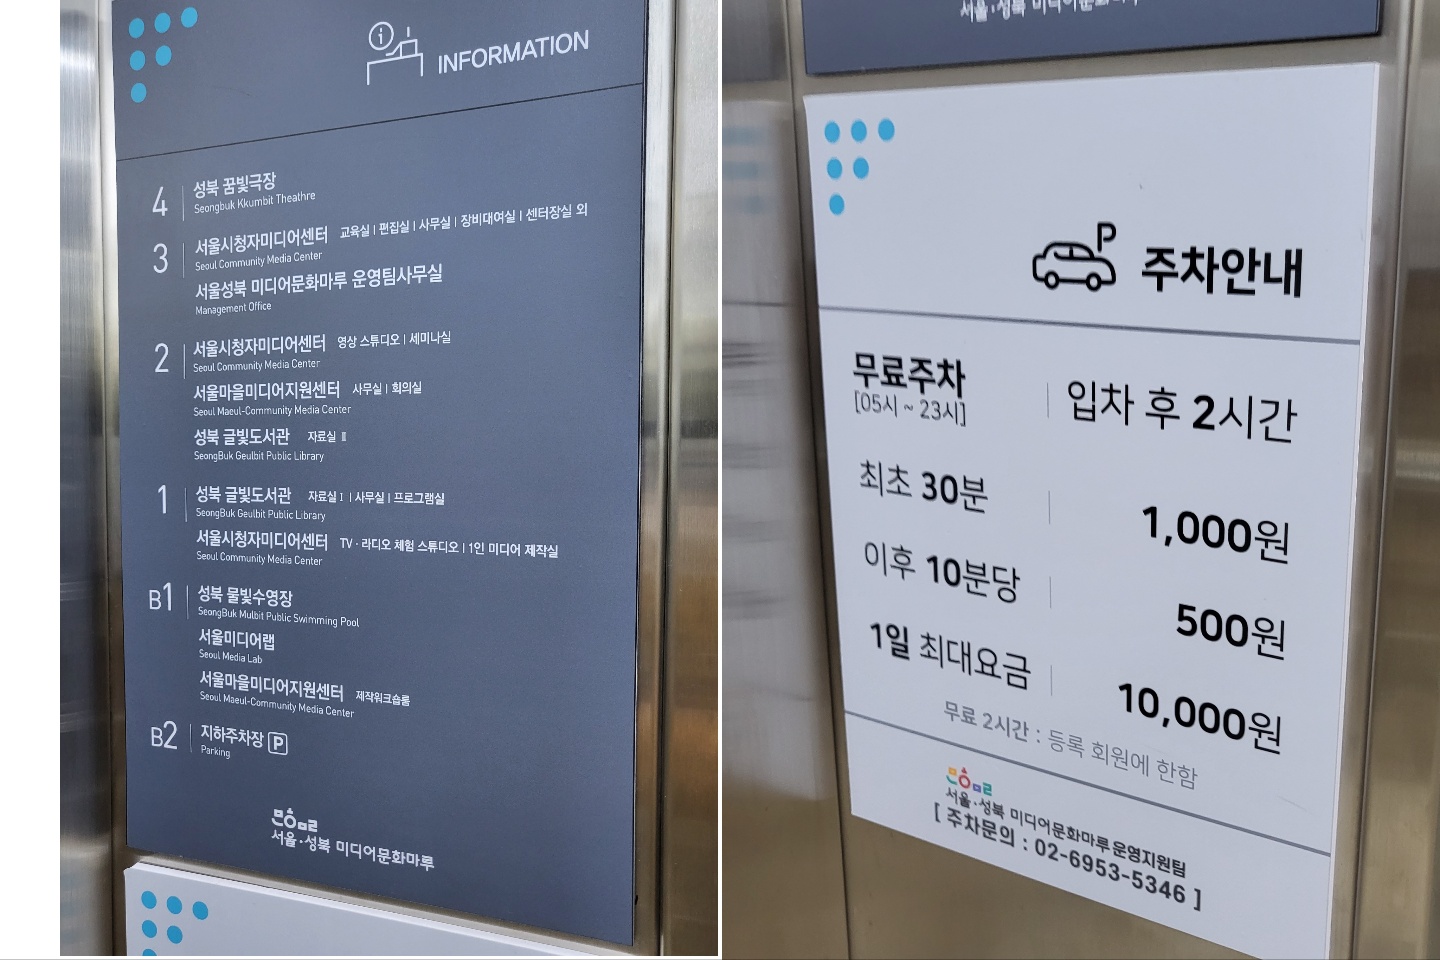 INFORMATION
4 성북 꿈빛극장
Seongbuk Kkumbit Theathre
3 서울시청자미디어센터 교육실 | 편집실 | 사무실 | 장비대여실 | 센터장실 외
Seoul Community Media Center
서울성북 미디어문화마루 운영팀사무실
Management Office
2 서울시청자미디어센터 영상 스튜디오 | 세미나실
Seoul Community Media Center
서울마을미디어지원센터 사무실 | 회의실
Seoul Maeul-Community Media Center
성북 글빛도서관 자료실 Ⅱ
SeongBuk Geulbit Public Library
1 성북 글빛도서관 자료실 Ⅰ | 사무실 | 프로그램실
SeongBuk Geulbit Public Library
서울시청자미디어센터 TV · 라디오 체험 스튜디오 | 1인 미디어 제작실
Seoul Community Media Center
B1 성북 물빛수영장
SeongBuk Mulbit Public Swimming Pool
서울미디어랩
Seoul Media Lab
서울마을미디어지원센터 제작워크숍룸
Seoul Maeul-Community Media Center
B2 지하주차장 P
Parking
서울·성북 미디어문화마루
서울·성북 미디어문화마루
P 주차안내
무료주차 입차 후 2시간
[05시 ~ 23시]
최초 30분 1,000원
이후 10분당 500원
1일 최대요금 10,000원
무료 2시간 : 등록 회원에 한함
서울·성북 미디어문화마루 운영지원팀
[ 주차문의 : 02-6953-5346 ]